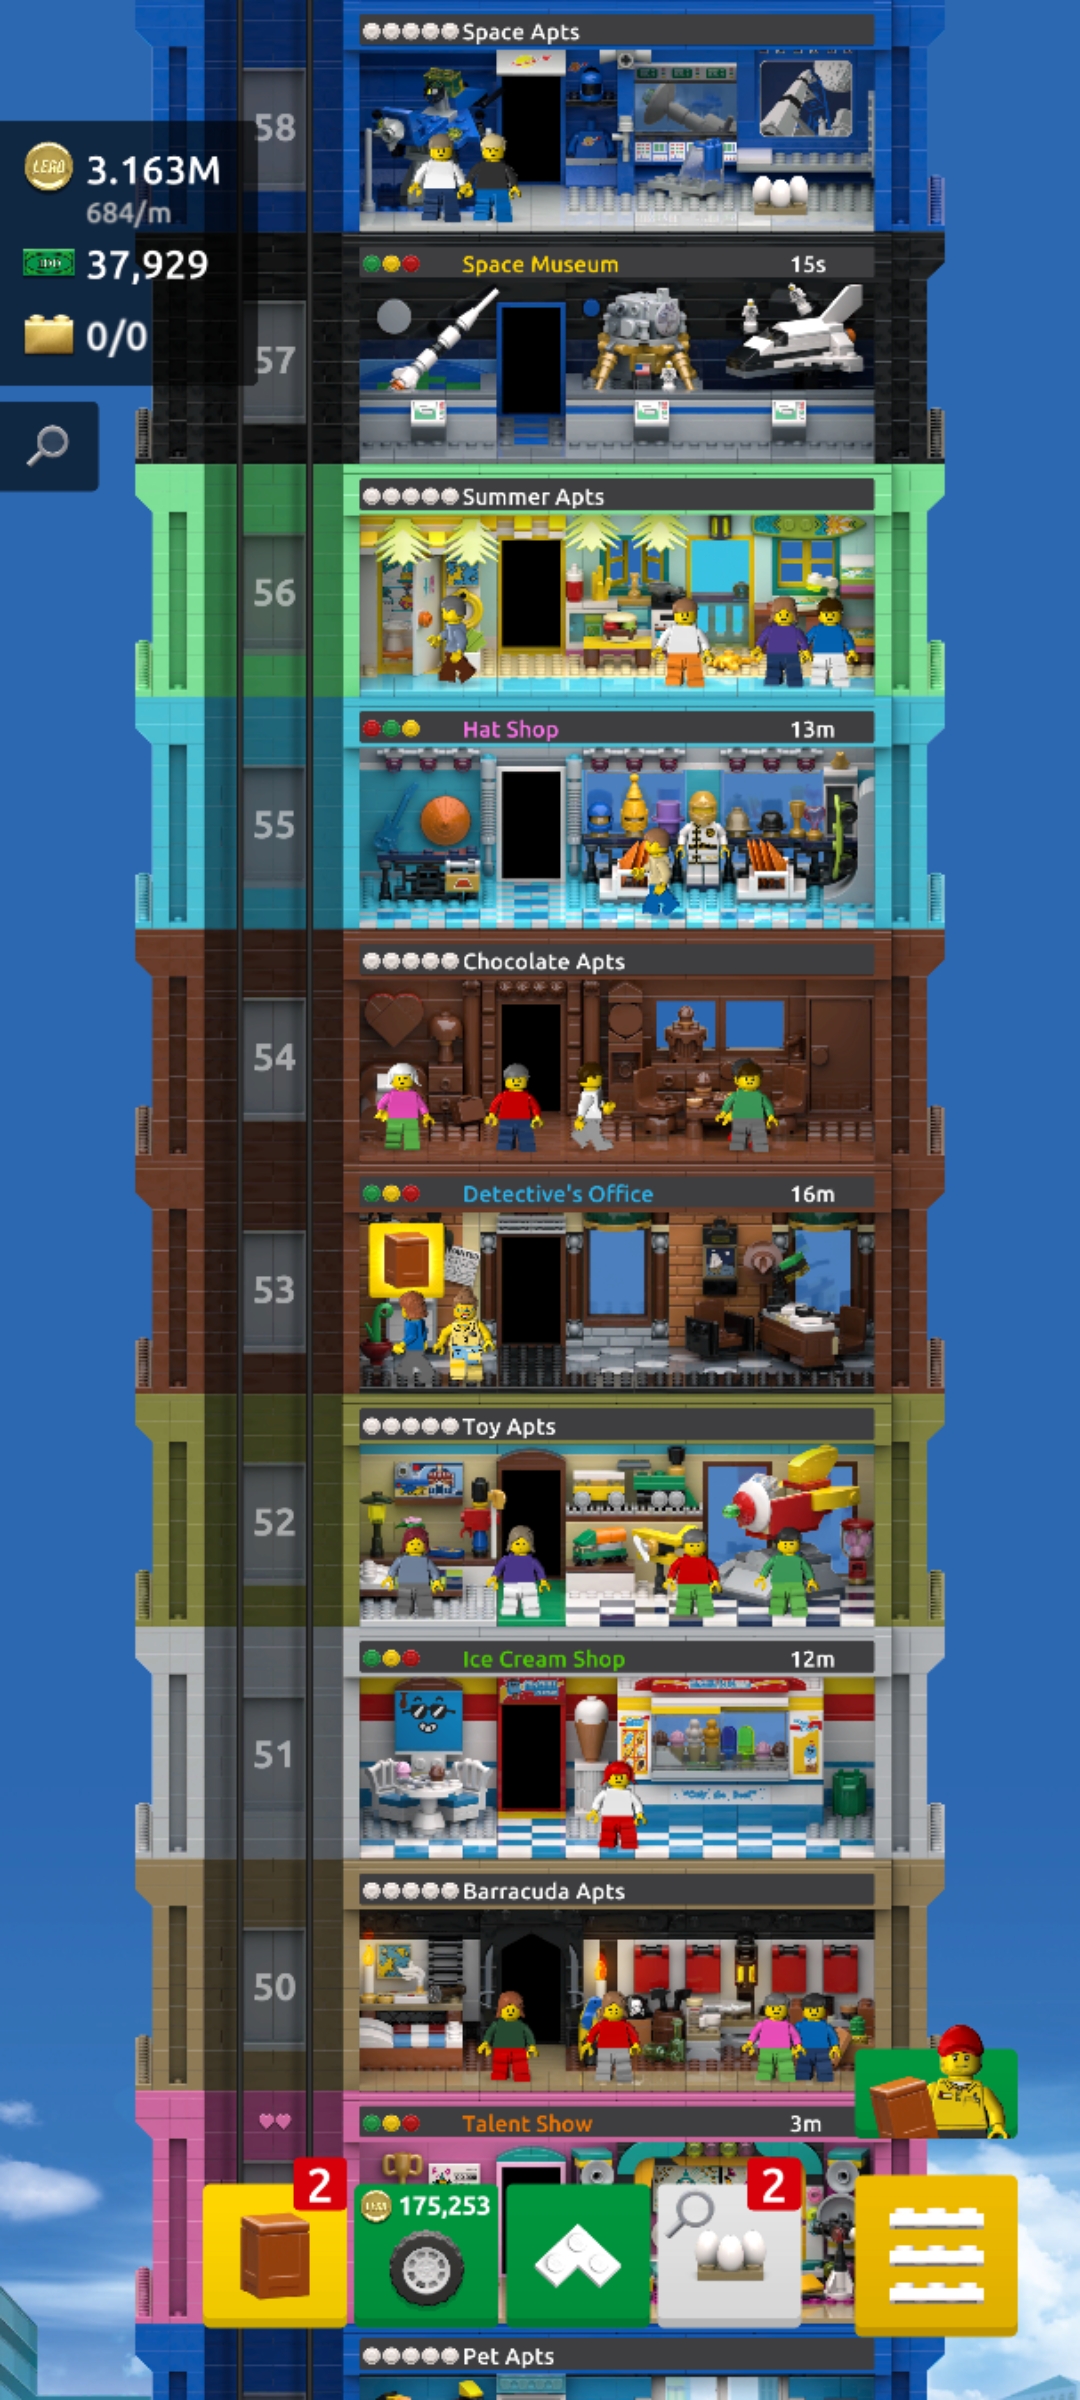 Space Apts
58
LEGO 3.163M
684/m
37,929
0/0
Space Museum 15s
57
Summer Apts
56
Hat Shop 13m
55
Chocolate Apts
54
Detective's Office 16m
WANTED
53
Toy Apts
52
Ice Cream Shop 12m
51
Barracuda Apts
50
Talent Show 3m
2
175,253
2
Pet Apts